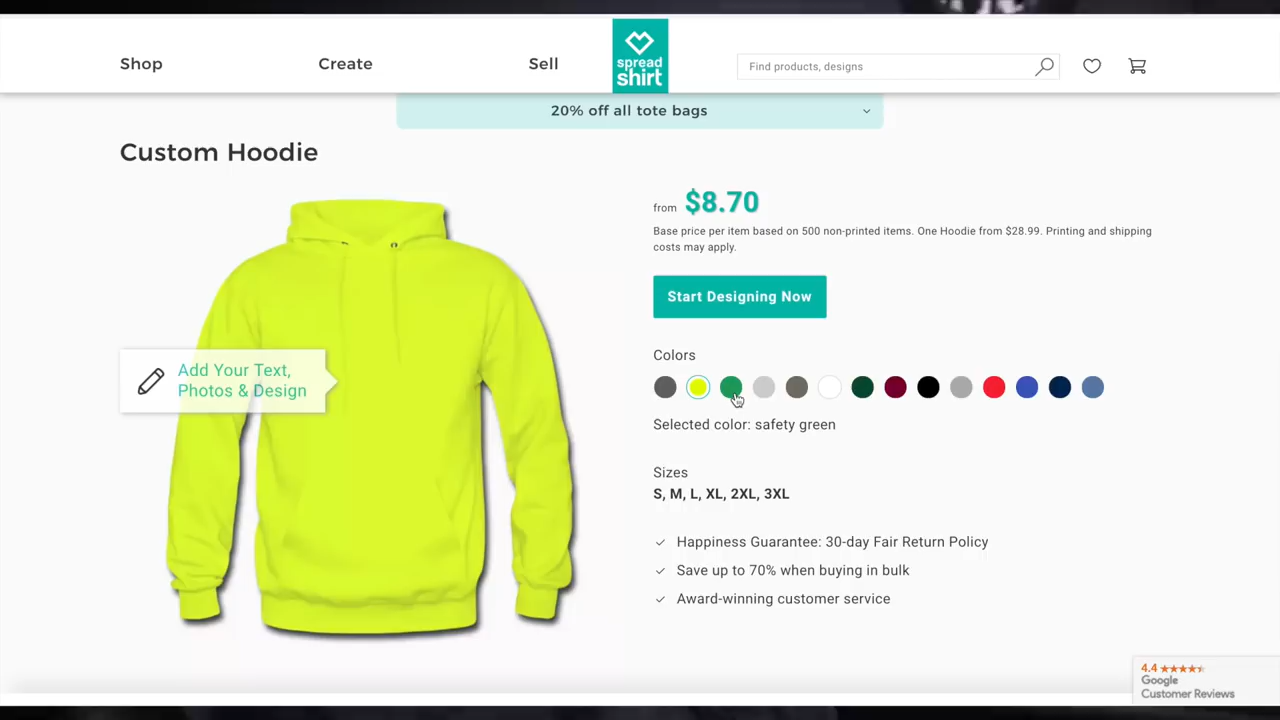 Shop
Create
Sell
spread
shirt
Find products, designs
20% off all tote bags
Custom Hoodie
from $8.70
Base price per item based on 500 non-printed items. One Hoodie from $28.99. Printing and shipping
costs may apply.
Start Designing Now
Add Your Text,
Photos & Design
Colors
Selected color: safety green
Sizes
S, M, L, XL, 2XL, 3XL
Happiness Guarantee: 30-day Fair Return Policy
Save up to 70% when buying in bulk
Award-winning customer service
4.4
Google
Customer Reviews